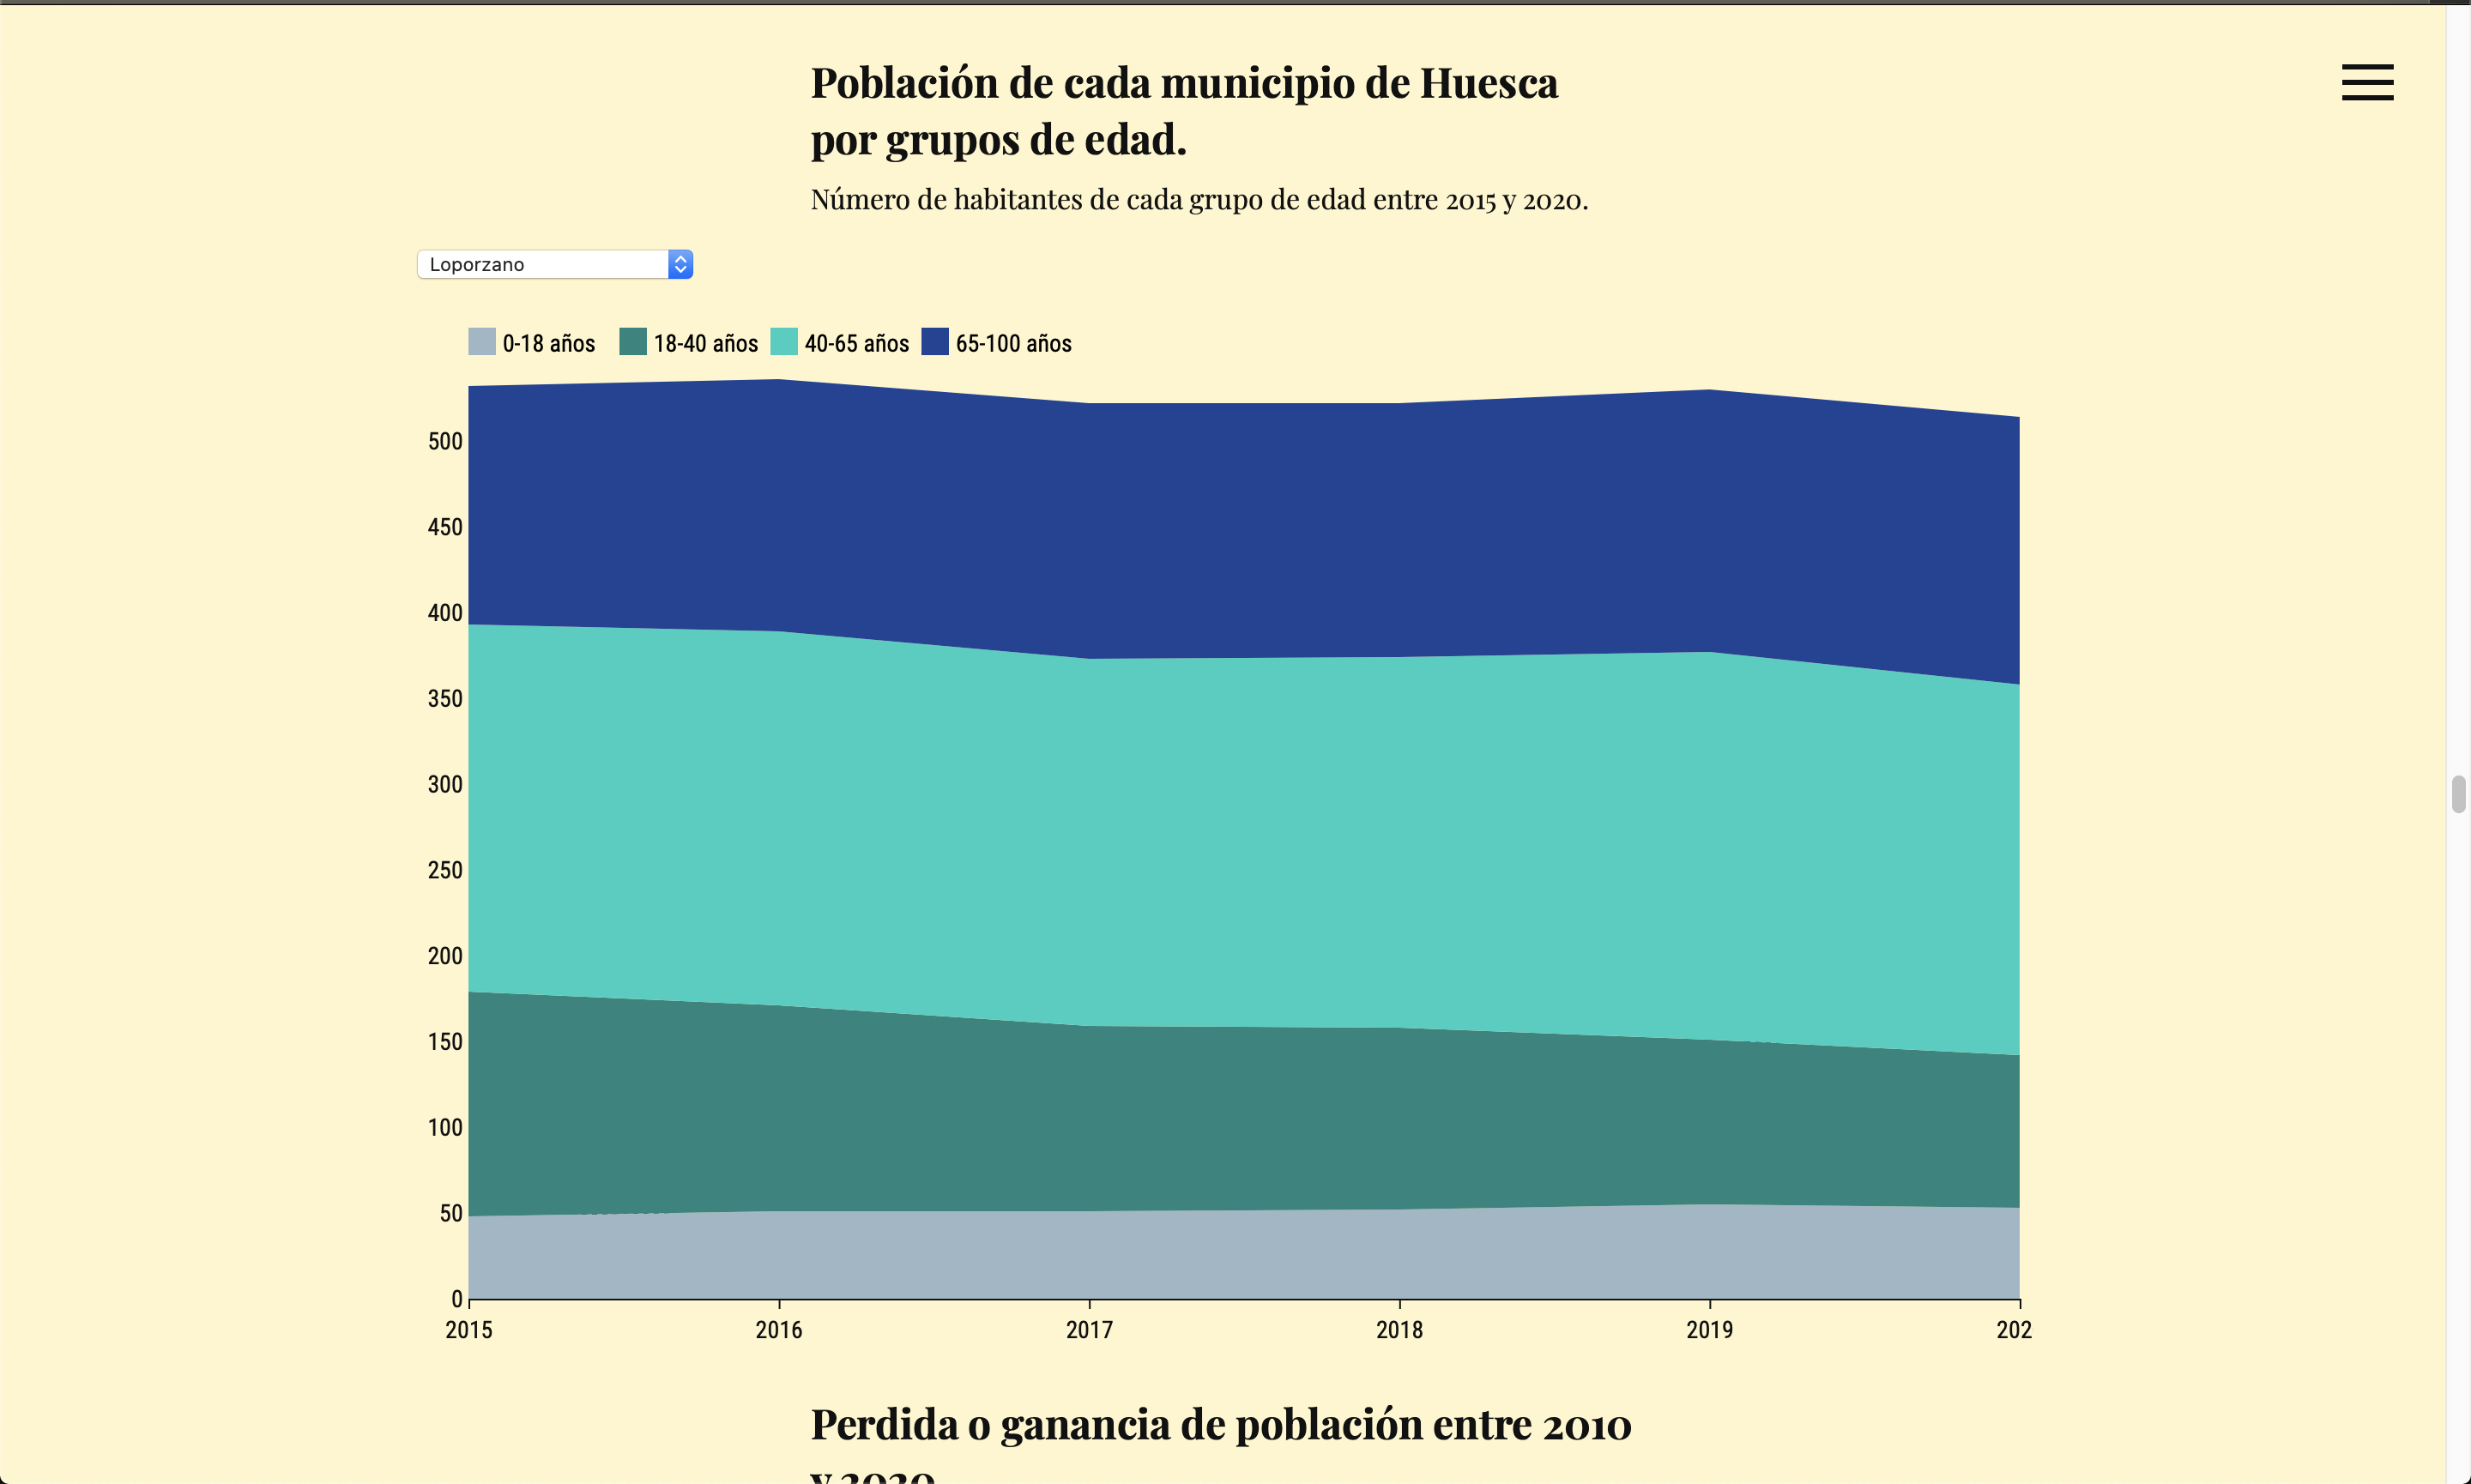 Población de cada municipio de Huesca
por grupos de edad.
Número de habitantes de cada grupo de edad entre 2015 y 2020.
Loporzano
0-18 años 18-40 años 40-65 años 65-100 años
500
450
400
350
300
250
200
150
100
50
0
2015 2016 2017 2018 2019 202
Perdida o ganancia de población entre 2010
y 2020